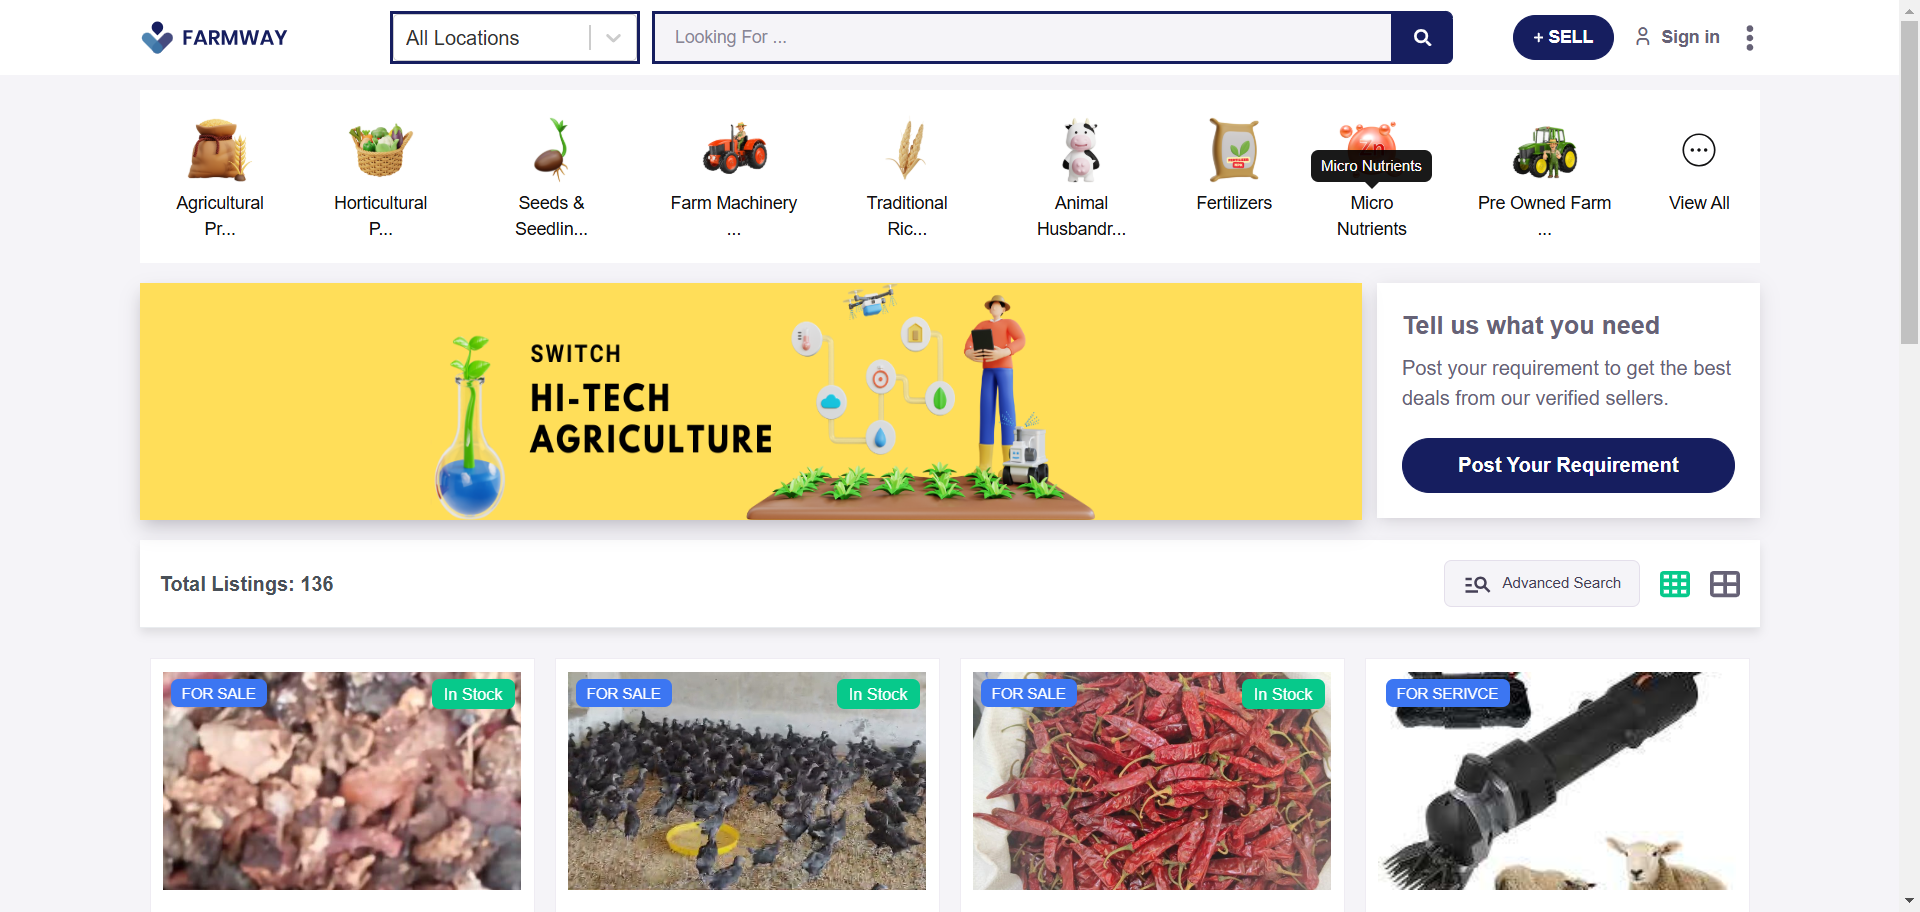 FARMWAY
All Locations
Looking For ...
+ SELL
Sign in
Agricultural
Pr...
Horticultural
P...
Seeds &
Seedlin...
Farm Machinery
...
Traditional
Ric...
Animal
Husbandr...
Fertilizers
Zn
Micro Nutrients
Micro
Nutrients
Pre Owned Farm
...
View All
SWITCH
HI-TECH
AGRICULTURE
Tell us what you need
Post your requirement to get the best
deals from our verified sellers.
Post Your Requirement
Total Listings: 136
Advanced Search
FOR SALE
In Stock
FOR SALE
In Stock
FOR SALE
In Stock
FOR SERIVCE